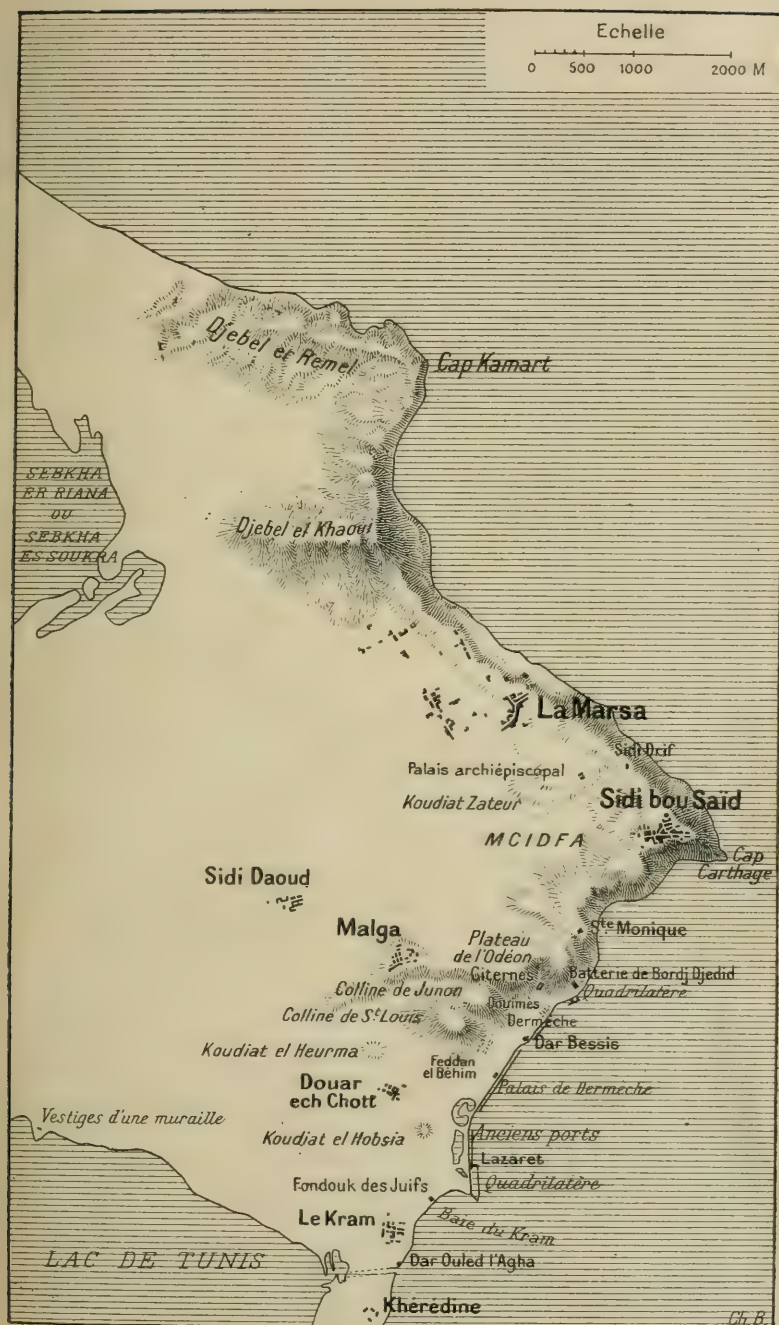 Echelle
0 500 1000 2000 M
Djebel er Remel
Cap Kamart
SEBKHA
ER RIANA
OU
SEBKHA
ES SOUKRA
Djebel el Khaoui
La Marsa
Sidi Drif
Palais archiépiscopal
Koudiat Zateur
Sidi bou Saïd
MCIDFA
Cap
Carthage
Sidi Daoud
Malga
Plateau
de l'Odéon
Ste Monique
Citernes
Batterie de Bordj Djedid
Colline de Junon
Quadrilatère
Douïmes
Colline de St Louis
Dermèche
Dar Bessis
Koudiat el Heurma
Feddan
el Béhim
Douar
ech Chott
Palais de Dermèche
Vestiges d'une muraille
Koudiat el Hobsia
Anciens ports
Lazaret
Fondouk des Juifs
Quadrilatère
Le Kram
Baie du Kram
LAC DE TUNIS
Dar Ouled l'Agha
Khérédine
Ch. B.